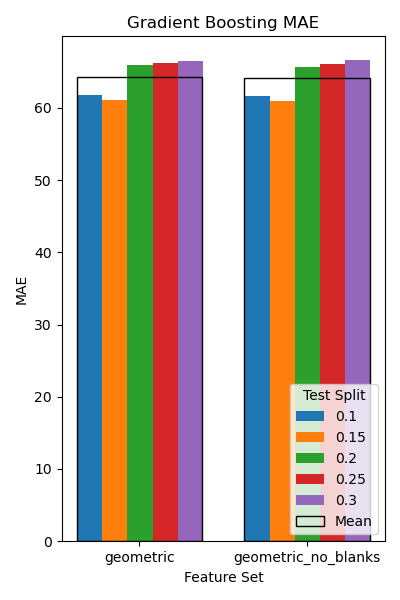 Gradient Boosting MAE
MAE
60
50
40
30
20
10
0
Test Split
0.1
0.15
0.2
0.25
0.3
Mean
geometric
geometric_no_blanks
Feature Set